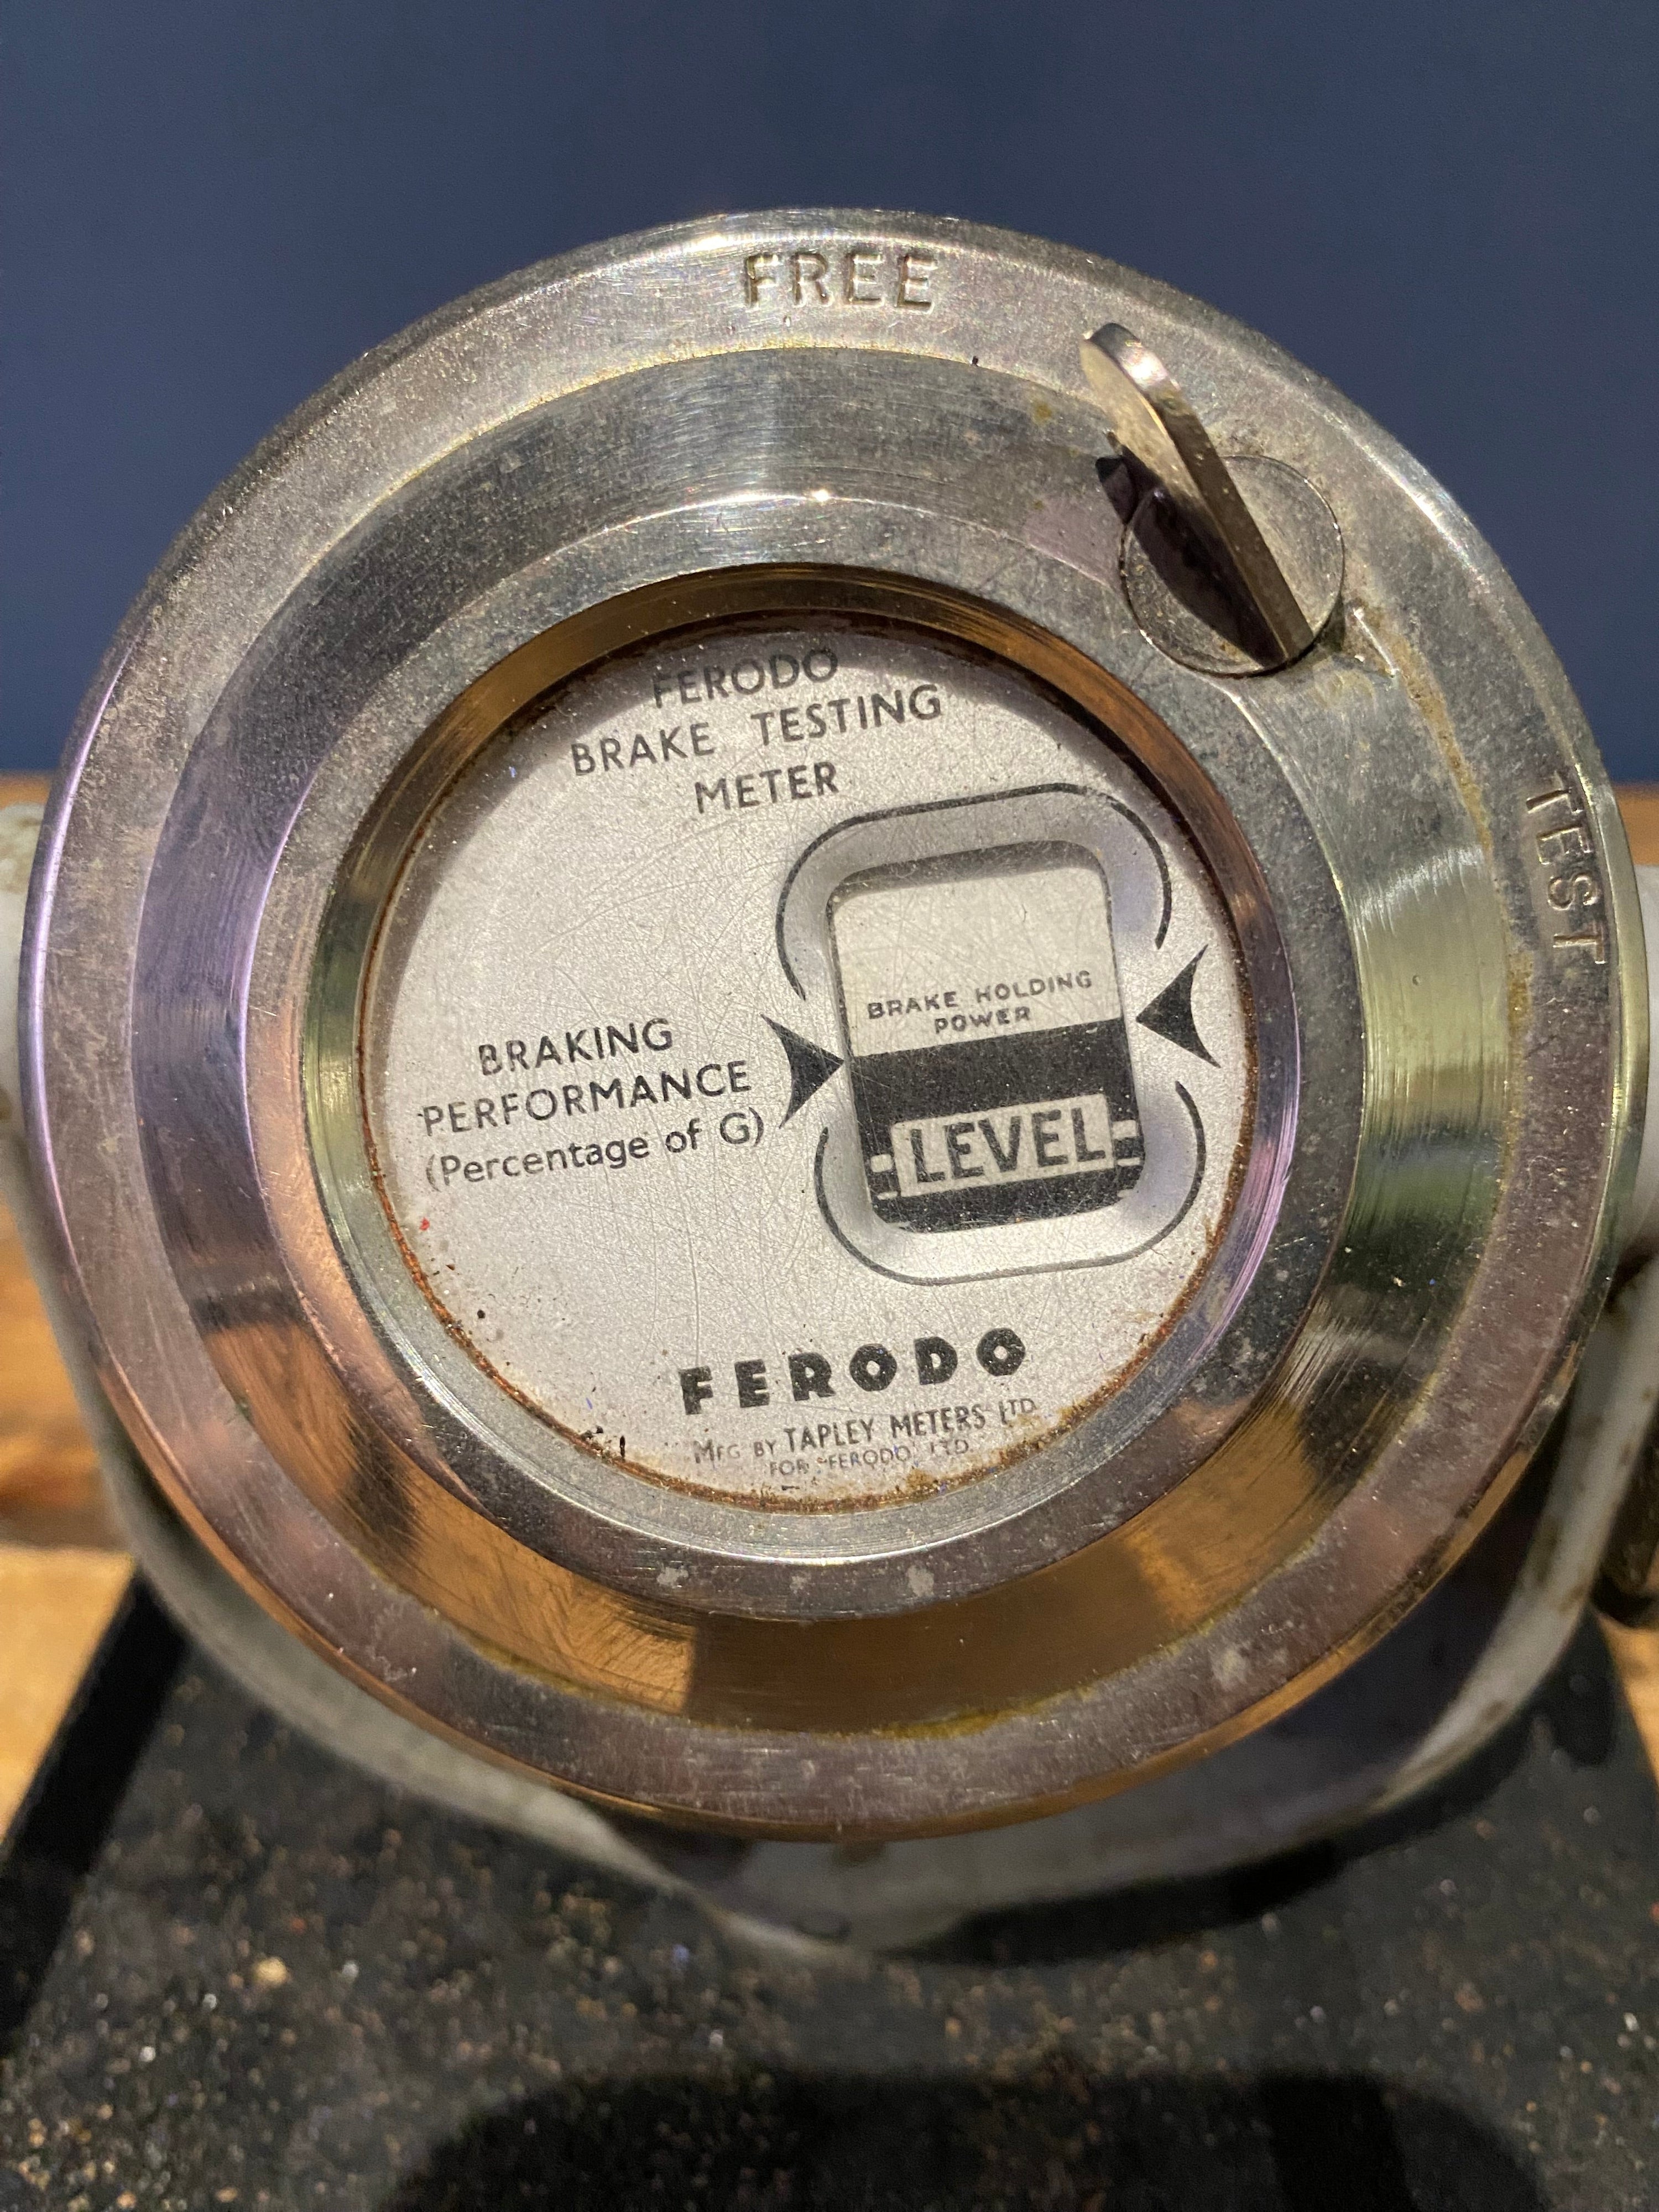 FREE
TEST
FERODO
BRAKE TESTING
METER
BRAKE HOLDING
POWER
LEVEL
BRAKING
PERFORMANCE
(Percentage of G)
FERODO
MFG BY TAPLEY METERS LTD.
FOR "FERODO" LTD.